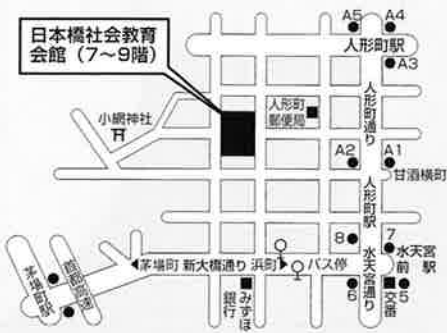 日本橋社会教育
会館(7〜9階)
A5
A4
人形町駅
A3
人形町通り
人形町
郵便局
小網神社
A2
A1
甘酒横町
人形町駅
8
7
水天宮
前駅
水天宮通り
茅場町 新大橋通り 浜町
バス停
首都高速
茅場町駅
みずほ
銀行
6
交番
5